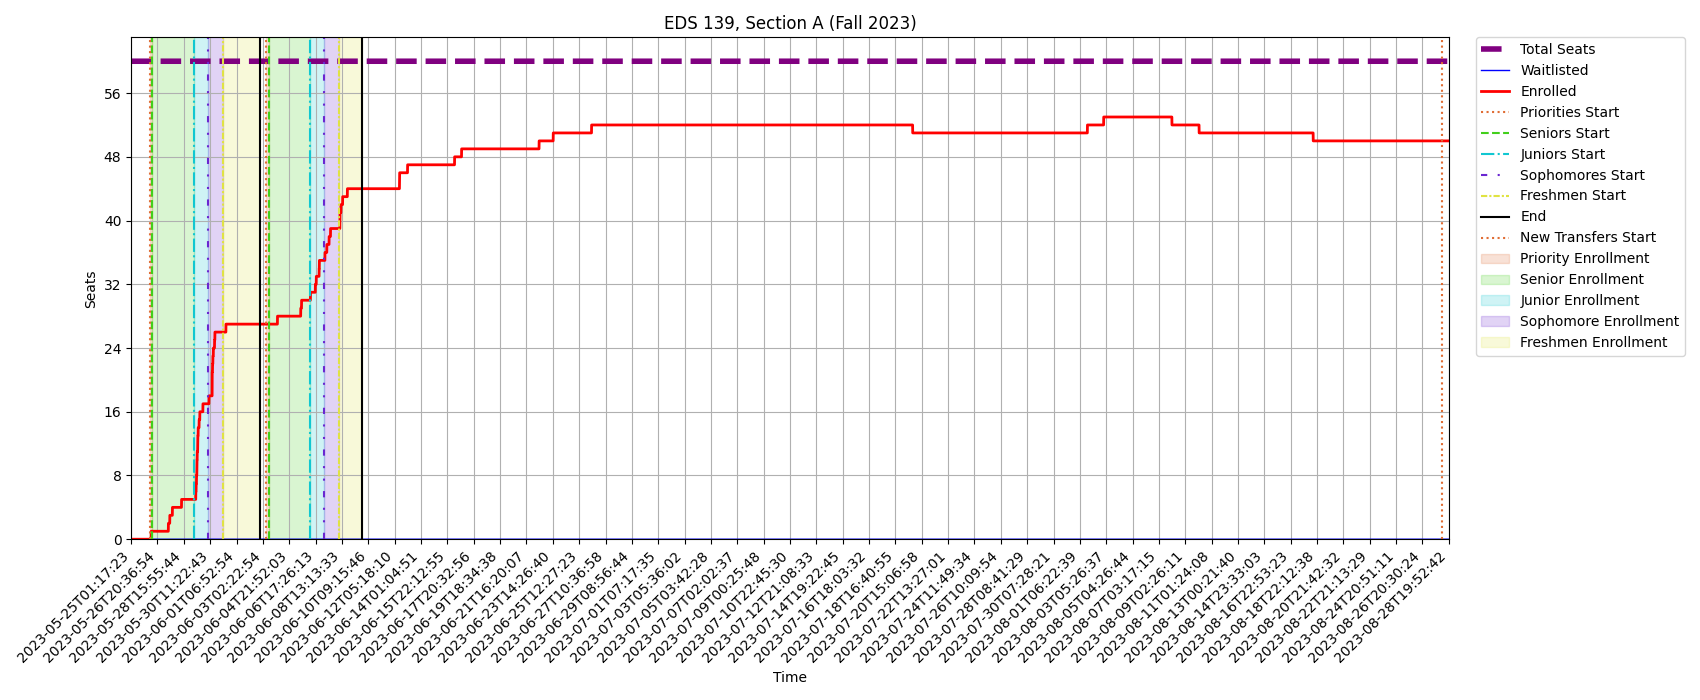 EDS 139, Section A (Fall 2023)
Seats
56
48
40
32
24
16
8
0
2023-05-25T01:17:23
2023-05-26T20:36:54
2023-05-28T15:55:44
2023-05-30T11:22:43
2023-06-01T06:52:54
2023-06-03T02:22:54
2023-06-04T21:52:03
2023-06-06T17:26:13
2023-06-08T13:13:33
2023-06-10T09:15:46
2023-06-12T05:18:10
2023-06-14T01:04:51
2023-06-15T22:12:55
2023-06-17T20:32:56
2023-06-19T18:34:38
2023-06-21T16:20:07
2023-06-23T14:26:40
2023-06-25T12:27:23
2023-06-27T10:36:58
2023-06-29T08:56:44
2023-07-01T07:17:35
2023-07-03T05:36:02
2023-07-05T03:42:28
2023-07-07T02:02:37
2023-07-09T00:25:48
2023-07-10T22:45:30
2023-07-12T21:08:33
2023-07-14T19:22:45
2023-07-16T18:03:32
2023-07-18T16:40:55
2023-07-20T15:06:58
2023-07-22T13:27:01
2023-07-24T11:49:34
2023-07-26T10:09:54
2023-07-28T08:41:29
2023-07-30T07:28:21
2023-08-01T06:22:39
2023-08-03T05:26:37
2023-08-05T04:26:44
2023-08-07T03:17:15
2023-08-09T02:26:11
2023-08-11T01:24:08
2023-08-13T00:21:40
2023-08-14T23:33:03
2023-08-16T22:53:23
2023-08-18T22:12:38
2023-08-20T21:42:32
2023-08-22T21:13:29
2023-08-24T20:51:11
2023-08-26T20:30:24
2023-08-28T19:52:42
Time
Total Seats
Waitlisted
Enrolled
Priorities Start
Seniors Start
Juniors Start
Sophomores Start
Freshmen Start
End
New Transfers Start
Priority Enrollment
Senior Enrollment
Junior Enrollment
Sophomore Enrollment
Freshmen Enrollment